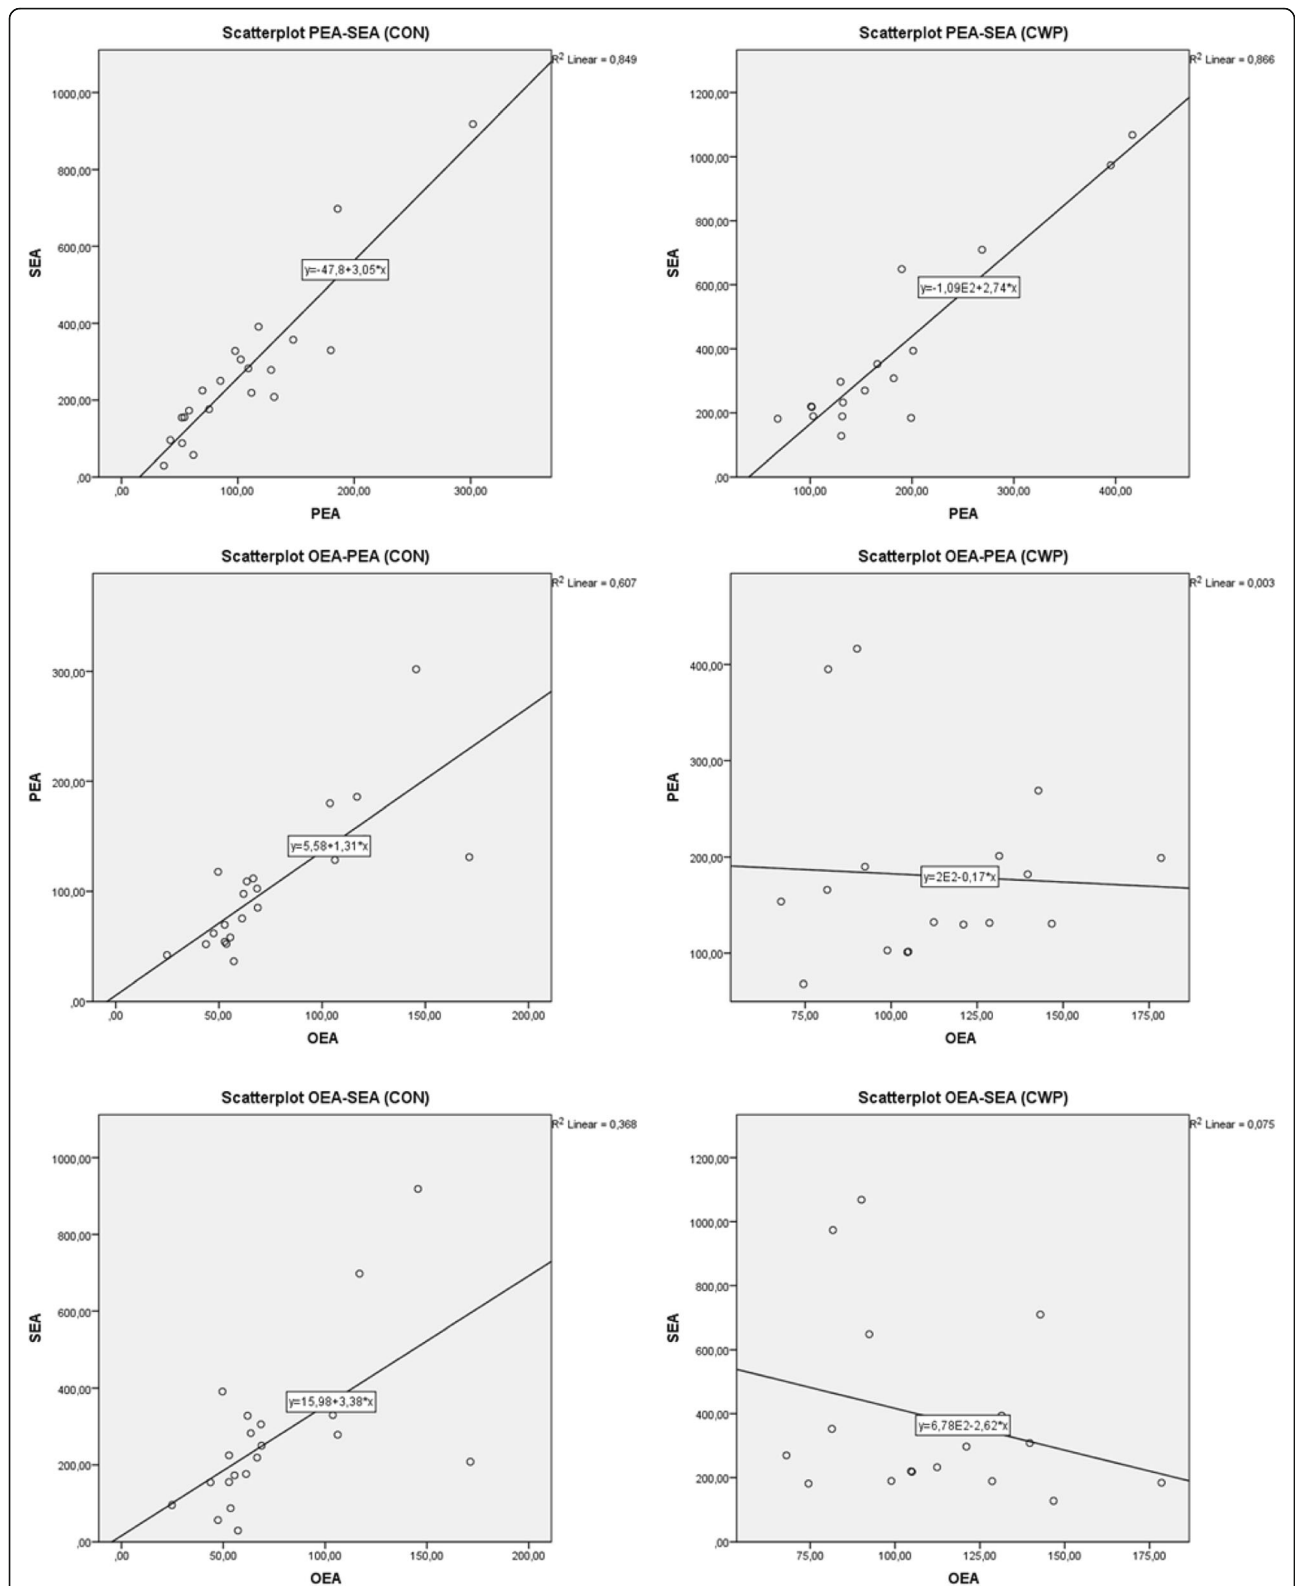 Scatterplot PEA-SEA (CON)
R² Linear = 0,849
1000,00
800,00
600,00
400,00
200,00
,00
SEA
y=-47,8+3,05*x
,00 100,00 200,00 300,00
PEA
Scatterplot PEA-SEA (CWP)
R² Linear = 0,866
1200,00
1000,00
800,00
600,00
400,00
200,00
,00
SEA
y=-1,09E2+2,74*x
100,00 200,00 300,00 400,00
PEA
Scatterplot OEA-PEA (CON)
R² Linear = 0,607
300,00
200,00
100,00
,00
PEA
y=5,58+1,31*x
,00 50,00 100,00 150,00 200,00
OEA
Scatterplot OEA-PEA (CWP)
R² Linear = 0,003
400,00
300,00
200,00
100,00
PEA
y=2E2-0,17*x
75,00 100,00 125,00 150,00 175,00
OEA
Scatterplot OEA-SEA (CON)
R² Linear = 0,368
1000,00
800,00
600,00
400,00
200,00
,00
SEA
y=15,98+3,38*x
,00 50,00 100,00 150,00 200,00
OEA
Scatterplot OEA-SEA (CWP)
R² Linear = 0,075
1200,00
1000,00
800,00
600,00
400,00
200,00
,00
SEA
y=6,78E2-2,62*x
75,00 100,00 125,00 150,00 175,00
OEA